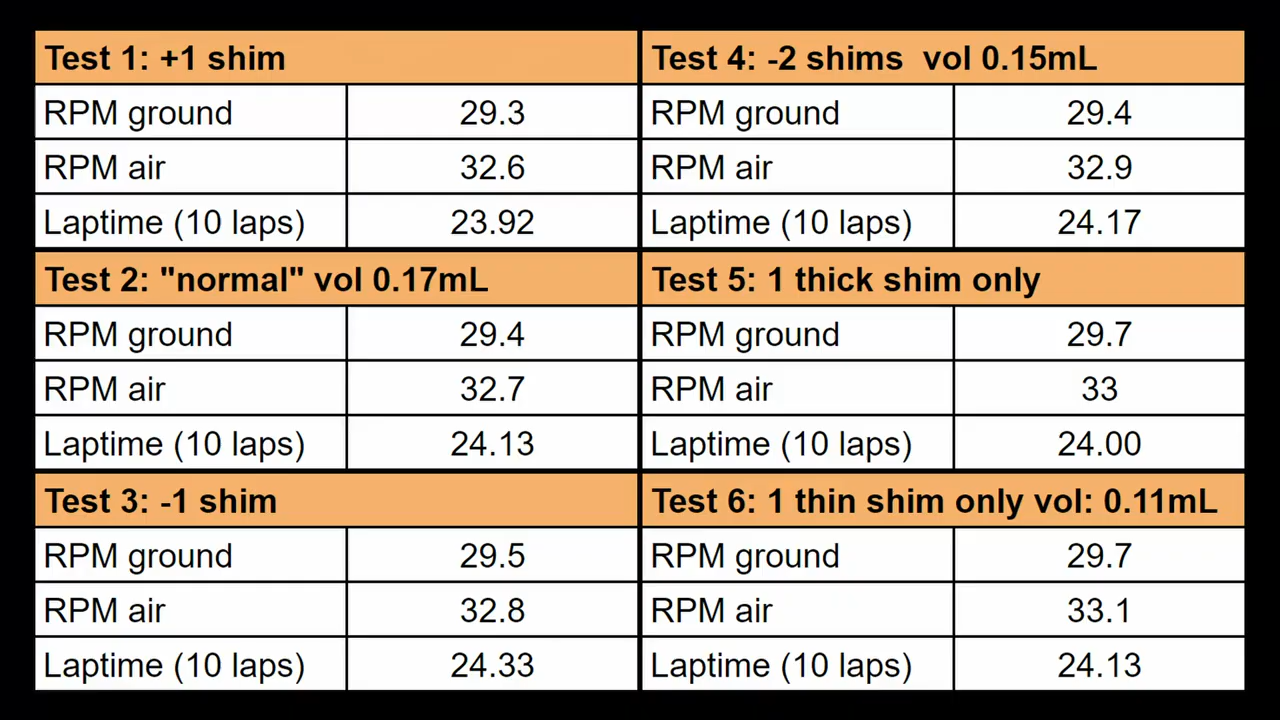 Test 1: +1 shim
RPM ground 29.3
RPM air 32.6
Laptime (10 laps) 23.92
Test 2: "normal" vol 0.17mL
RPM ground 29.4
RPM air 32.7
Laptime (10 laps) 24.13
Test 3: -1 shim
RPM ground 29.5
RPM air 32.8
Laptime (10 laps) 24.33
Test 4: -2 shims vol 0.15mL
RPM ground 29.4
RPM air 32.9
Laptime (10 laps) 24.17
Test 5: 1 thick shim only
RPM ground 29.7
RPM air 33
Laptime (10 laps) 24.00
Test 6: 1 thin shim only vol: 0.11mL
RPM ground 29.7
RPM air 33.1
Laptime (10 laps) 24.13